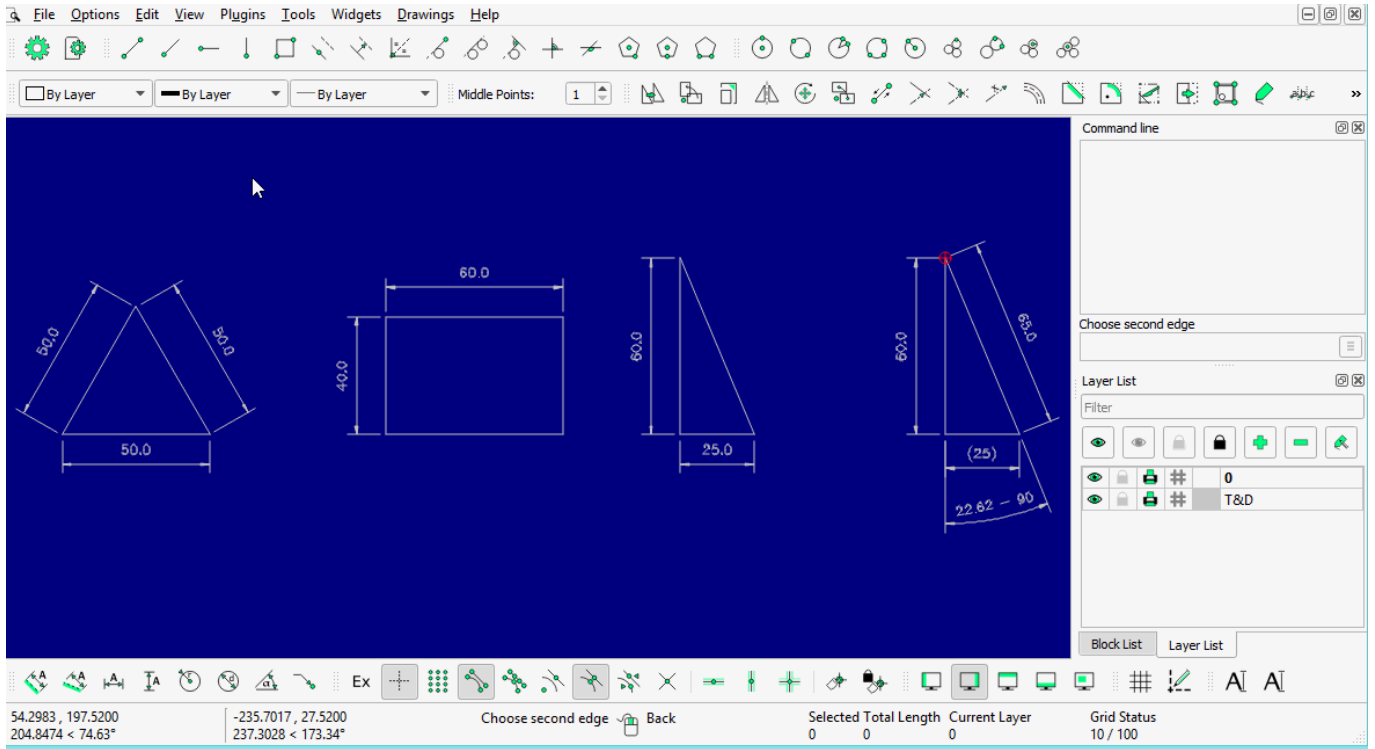 File Options Edit View Plugins Tools Widgets Drawings Help
By Layer By Layer By Layer Middle Points: 1 abc »
Command line
Choose second edge
Layer List
Filter
0
T&D
Block List Layer List
50.0
50.0
50.0
60.0
40.0
60.0
25.0
60.0
65.0
(25)
22.62 - 90
A A A r d α Ex A A
54.2983 , 197.5200
204.8474 < 74.63°
-235.7017 , 27.5200
237.3028 < 173.34°
Choose second edge Back
Selected Total Length Current Layer
0 0 0
Grid Status
10 / 100